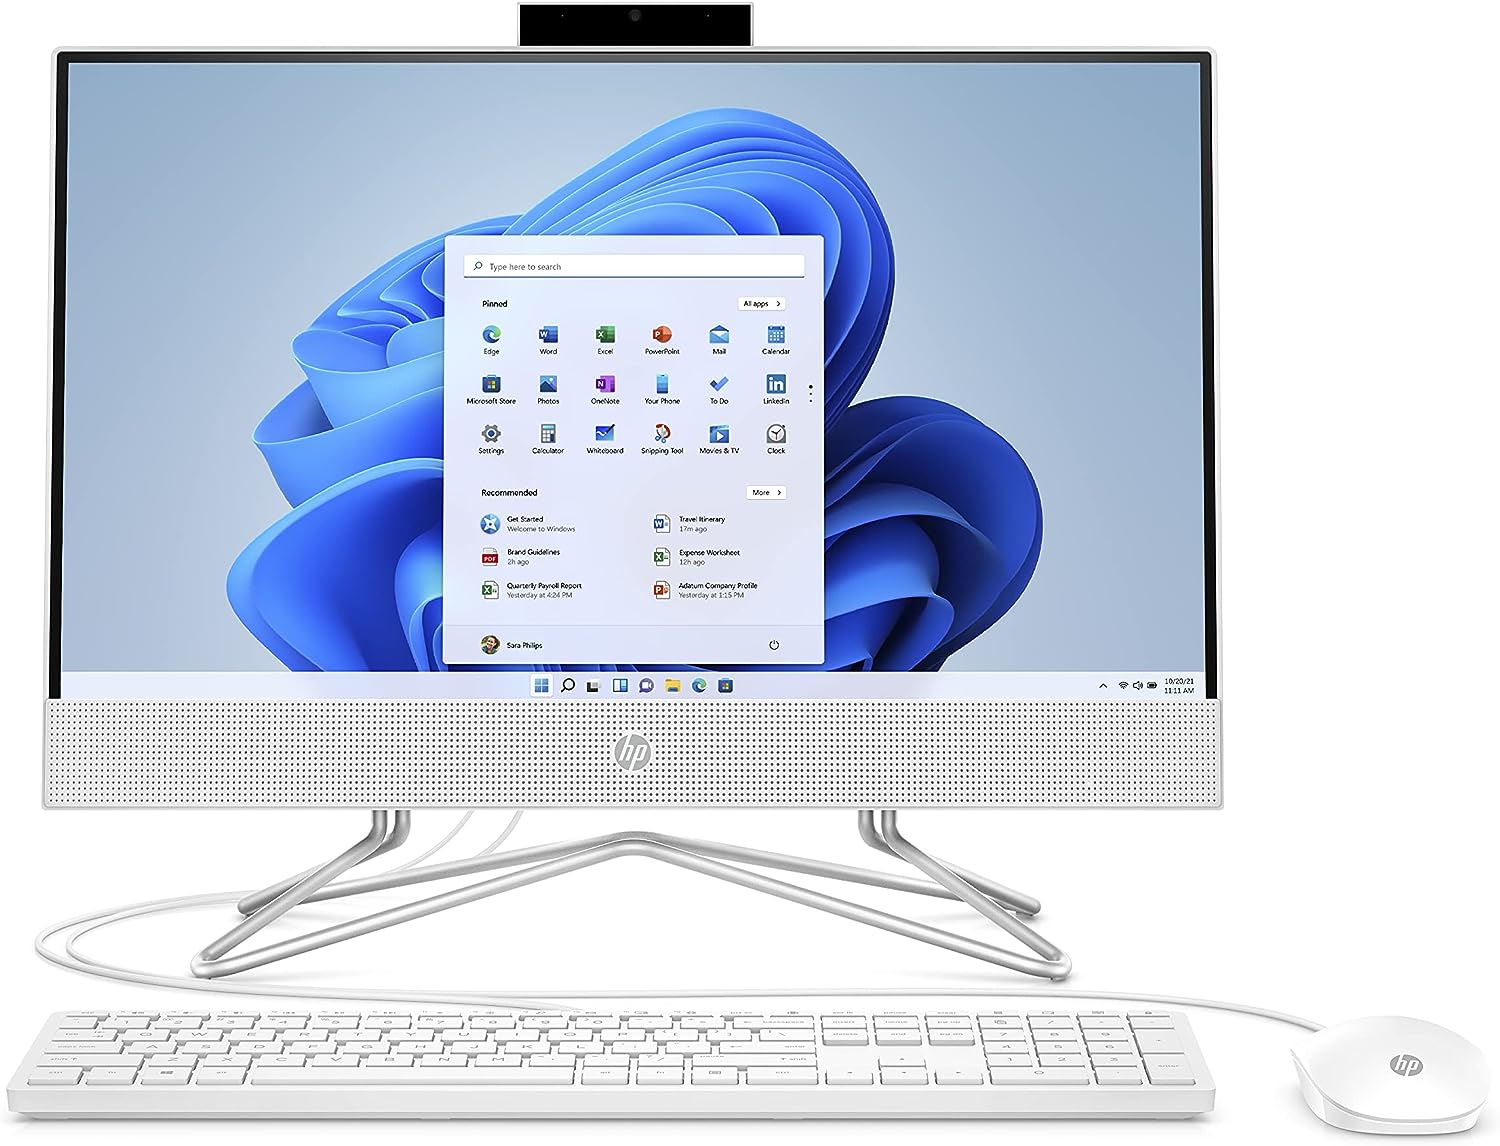 Type here to search
Pinned
All apps
Edge
Word
Excel
PowerPoint
Mail
Calendar
Microsoft Store
Photos
OneNote
Your Phone
To Do
LinkedIn
Settings
Calculator
Whiteboard
Snipping Tool
Movies & TV
Clock
Recommended
More
Get Started
Welcome to Windows
Travel Itinerary
17m ago
Brand Guidelines
2h ago
Expense Worksheet
12h ago
Quarterly Payroll Report
Yesterday at 4:24 PM
Adatum Company Profile
Yesterday at 1:15 PM
Sara Philips
10/20/21
11:11 AM
hp
hp